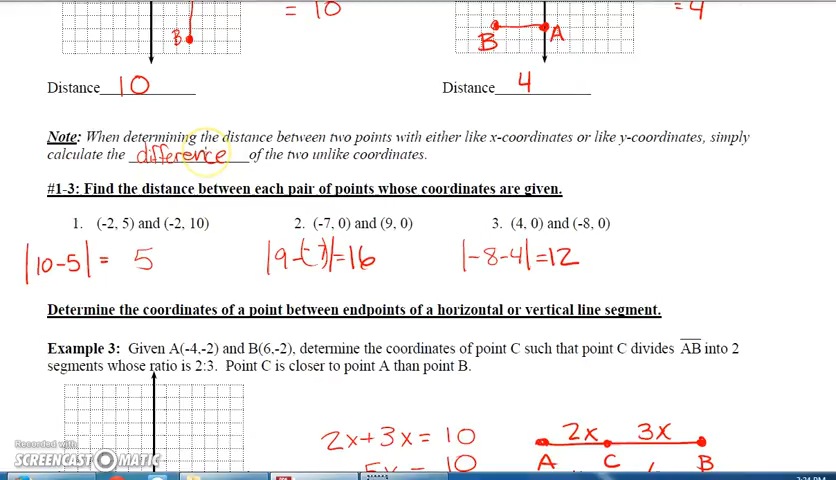 = 10
= 4
B
B
A
Distance 10
Distance 4
Note: When determining the distance between two points with either like x-coordinates or like y-coordinates, simply
calculate the difference of the two unlike coordinates.
#1-3: Find the distance between each pair of points whose coordinates are given.
1. (-2, 5) and (-2, 10)
2. (-7, 0) and (9, 0)
3. (4, 0) and (-8, 0)
|10-5| = 5
|9-(-7)|=16
|-8-4|=12
Determine the coordinates of a point between endpoints of a horizontal or vertical line segment.
Example 3: Given A(-4,-2) and B(6,-2), determine the coordinates of point C such that point C divides AB into 2
segments whose ratio is 2:3. Point C is closer to point A than point B.
2x+3x = 10
2x 3x
5x = 10
A C B
Recorded with
SCREENCAST MATIC